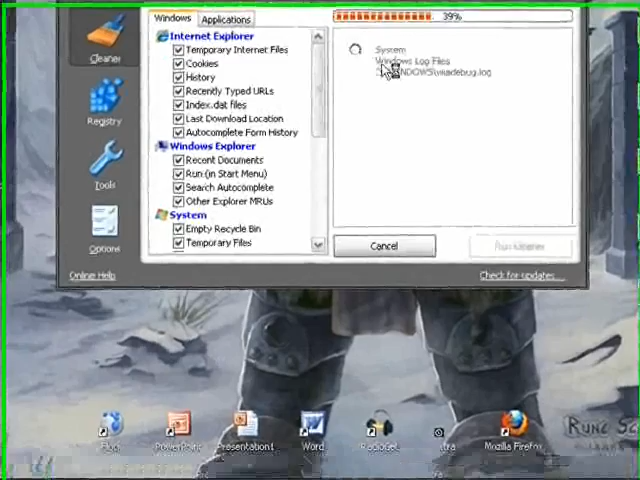 Windows
Applications
39%
Cleaner
Registry
Tools
Options
Internet Explorer
Temporary Internet Files
Cookies
History
Recently Typed URLs
Index.dat files
Last Download Location
Autocomplete Form History
Windows Explorer
Recent Documents
Run (in Start Menu)
Search Autocomplete
Other Explorer MRUs
System
Empty Recycle Bin
Temporary Files
System
Windows Log Files
Cancel
Run Cleaner
Online Help
Check for updates...
PowerPoint
Presentation1
Word
Mozilla Firefox